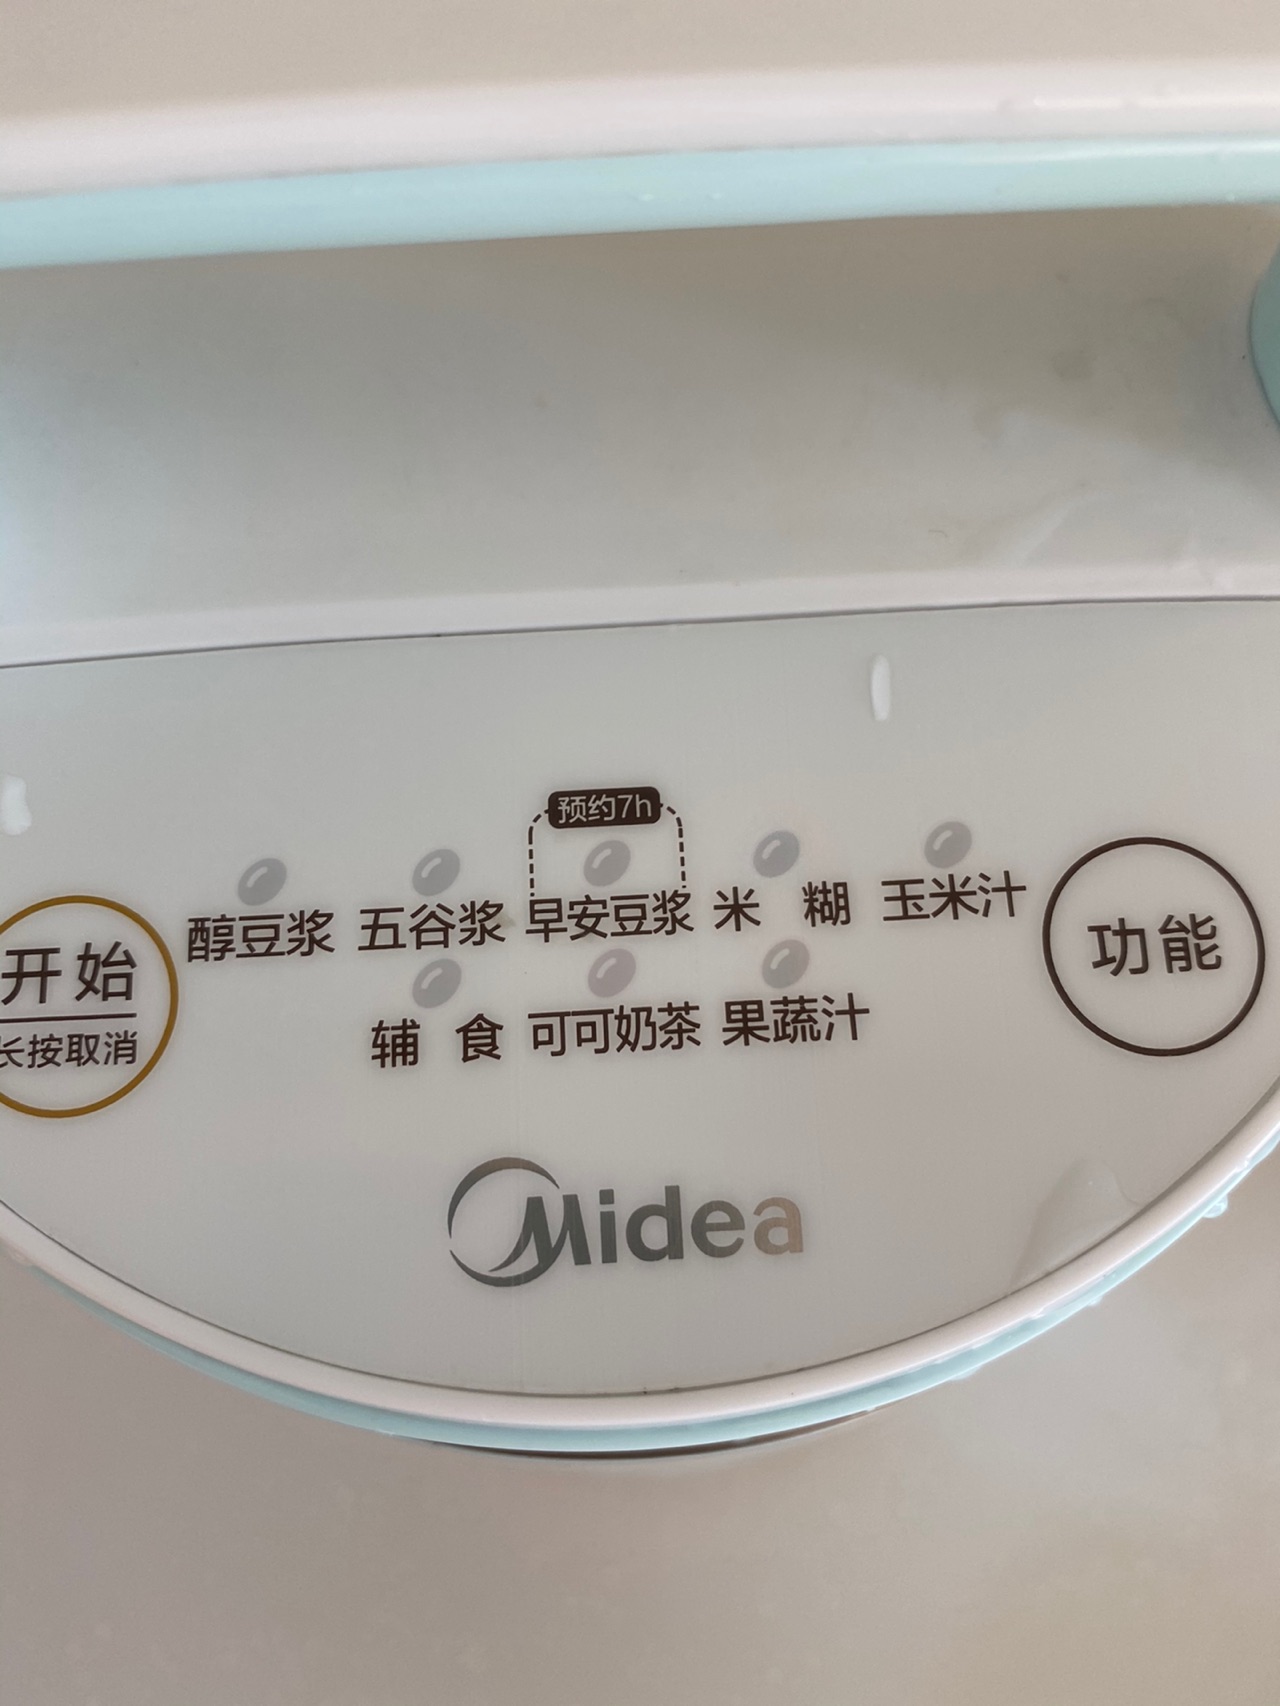 预约7h
醇豆浆 五谷浆 早安豆浆 米 糊 玉米汁
开始
长按取消
功能
辅 食 可可奶茶 果蔬汁
Midea